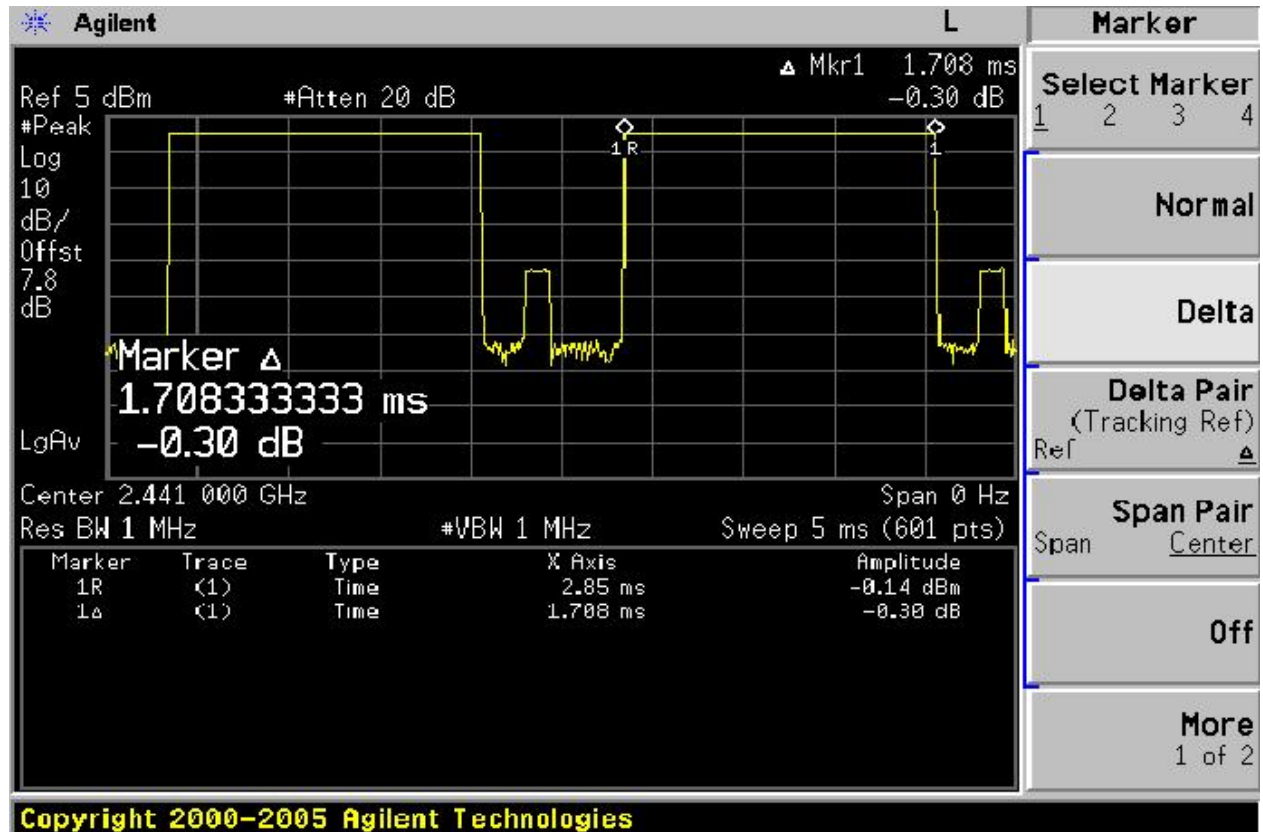 Agilent L
△ Mkr1 1.708 ms
Ref 5 dBm #Atten 20 dB -0.30 dB
#Peak
Log
10
dB/
Offst
7.8
dB
LgAv
1R 1
Marker △
1.708333333 ms
-0.30 dB
Center 2.441 000 GHz Span 0 Hz
Res BW 1 MHz #VBW 1 MHz Sweep 5 ms (601 pts)
Marker Trace Type X Axis Amplitude
1R (1) Time 2.85 ms -0.14 dBm
1△ (1) Time 1.708 ms -0.30 dB
Marker
Select Marker
1 2 3 4
Normal
Delta
Delta Pair
(Tracking Ref)
Ref △
Span Pair
Span Center
Off
More
1 of 2
Copyright 2000-2005 Agilent Technologies